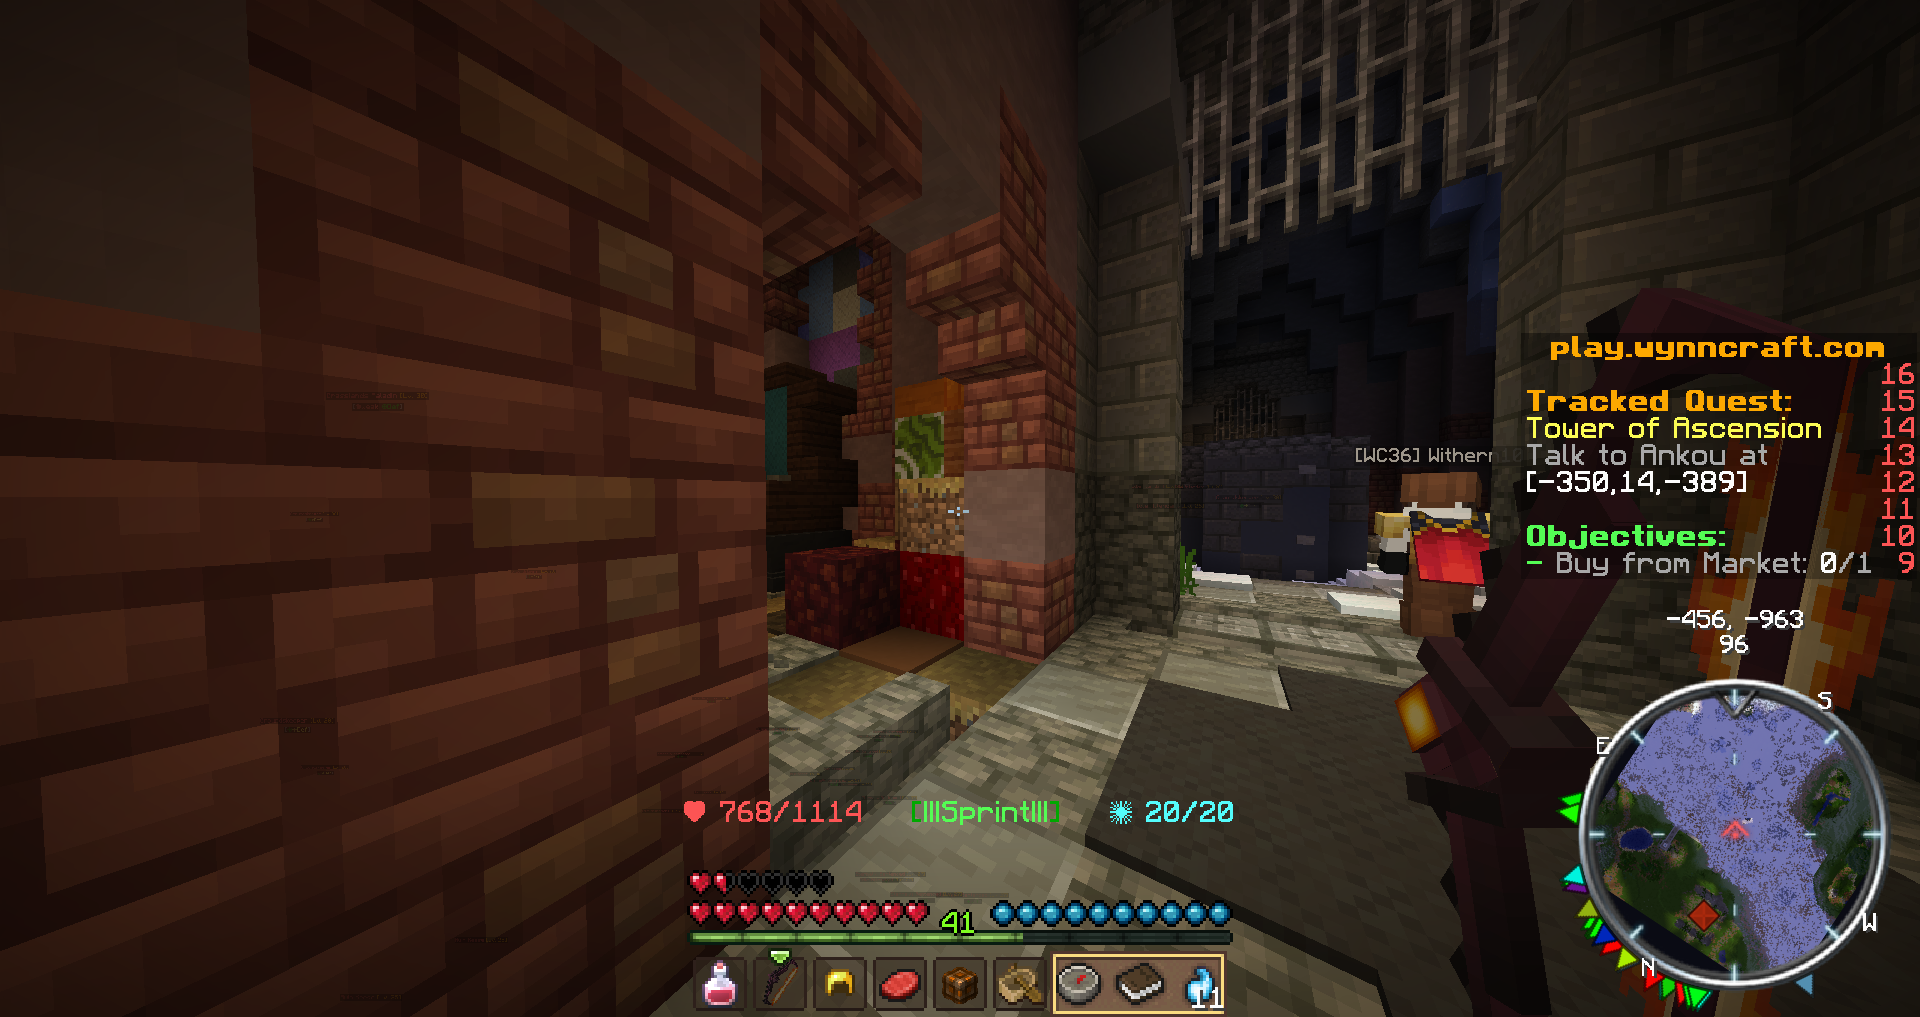 play.wynncraft.com
16
Tracked Quest: 15
Tower of Ascension 14
[WC36] Wither
Talk to Ankou at 13
[-350,14,-389] 12
11
Objectives: 10
- Buy from Market: 0/1 9
-456, -963
96
S
E
W
N
768/1114 [|||Sprint|||] 20/20
41
11